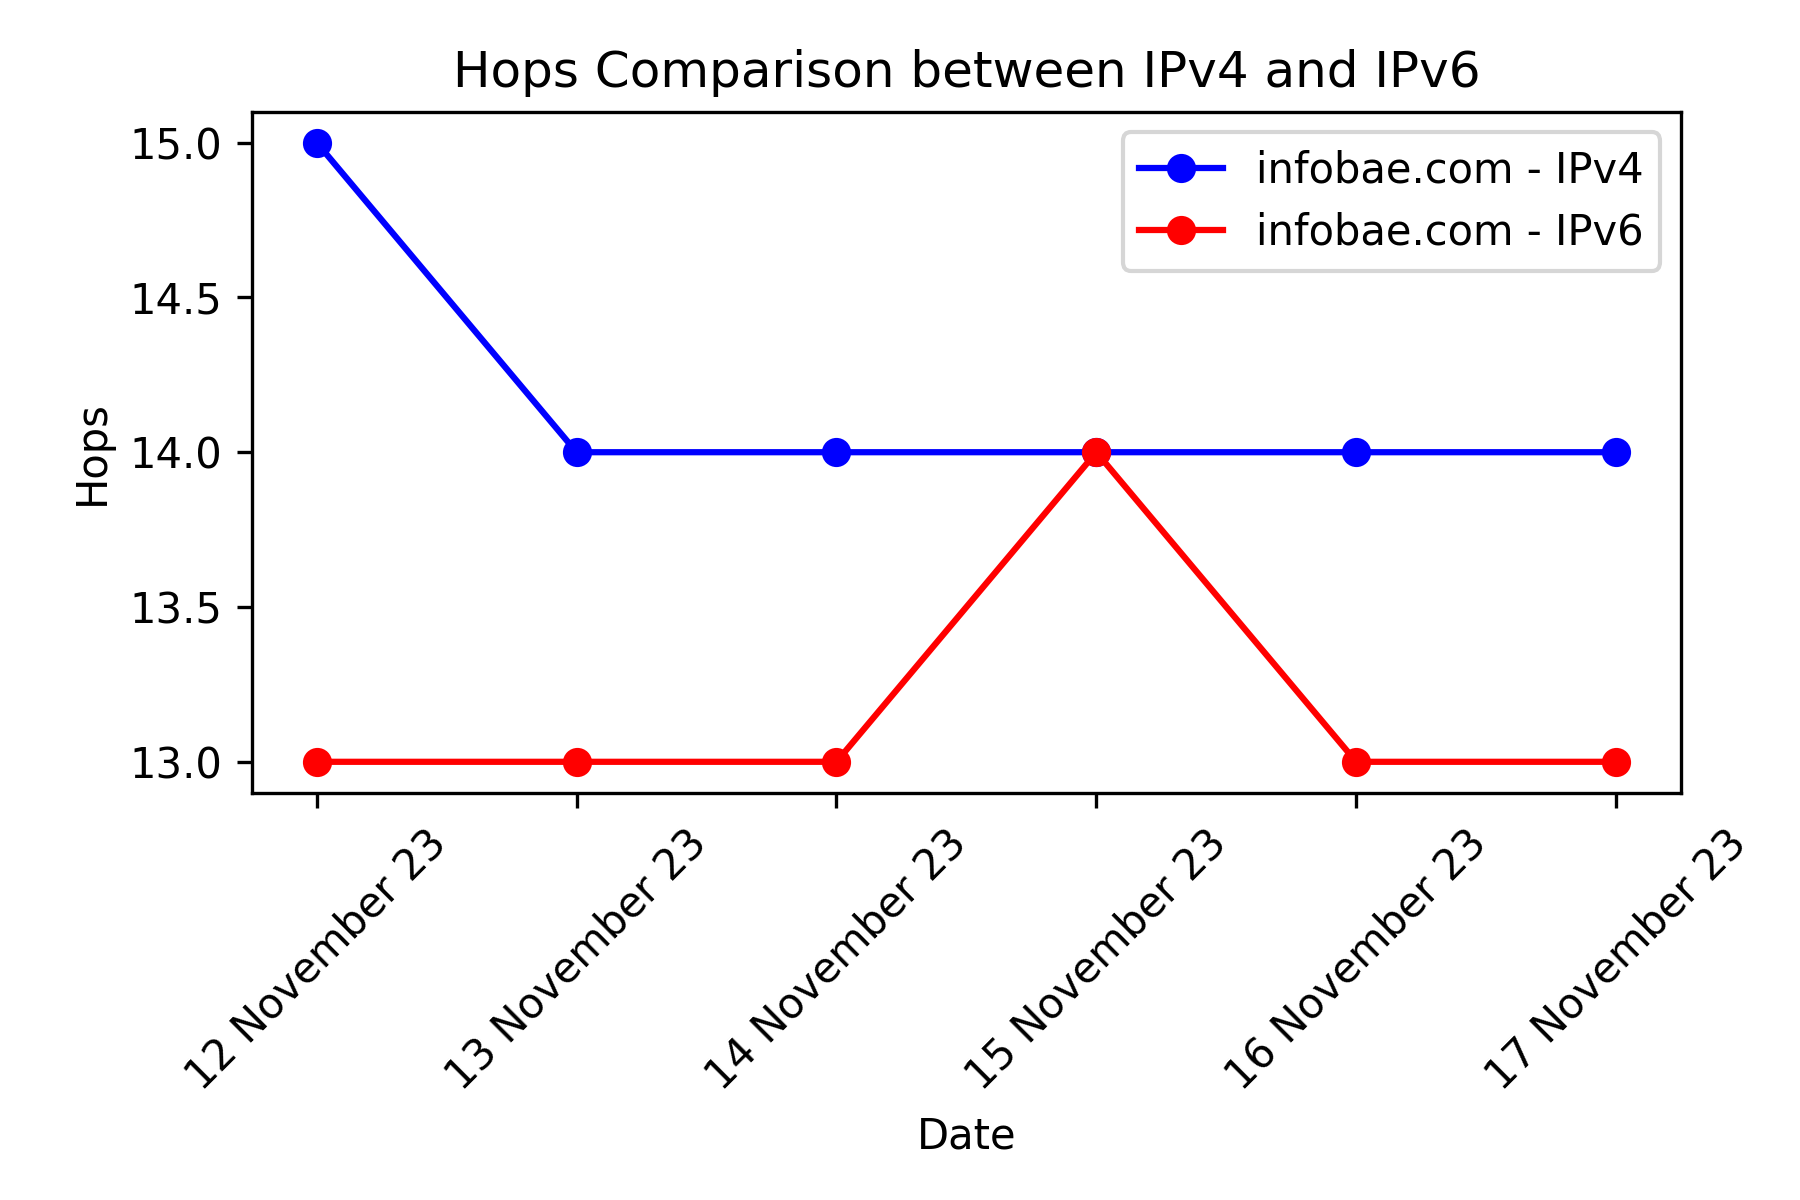 Hops Comparison between IPv4 and IPv6
15.0
14.5
14.0
13.5
13.0
Hops
infobae.com - IPv4
infobae.com - IPv6
12 November 23
13 November 23
14 November 23
15 November 23
16 November 23
17 November 23
Date